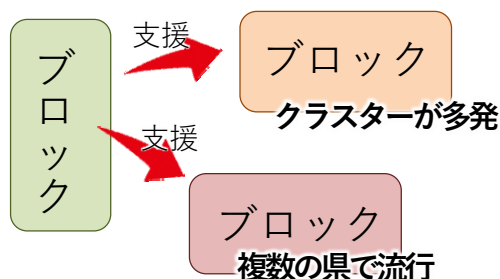 ブロック
支援
ブロック
クラスターが多発
支援
ブロック
複数の県で流行